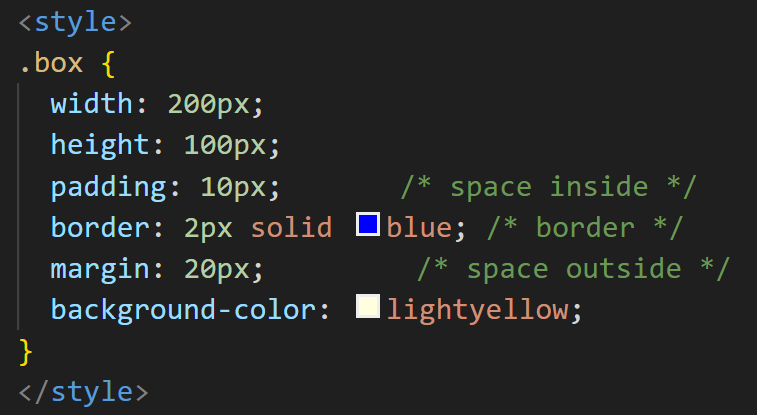 <style>
.box {
  width: 200px;
  height: 100px;
  padding: 10px;       /* space inside */
  border: 2px solid blue; /* border */
  margin: 20px;         /* space outside */
  background-color: lightyellow;
}
</style>